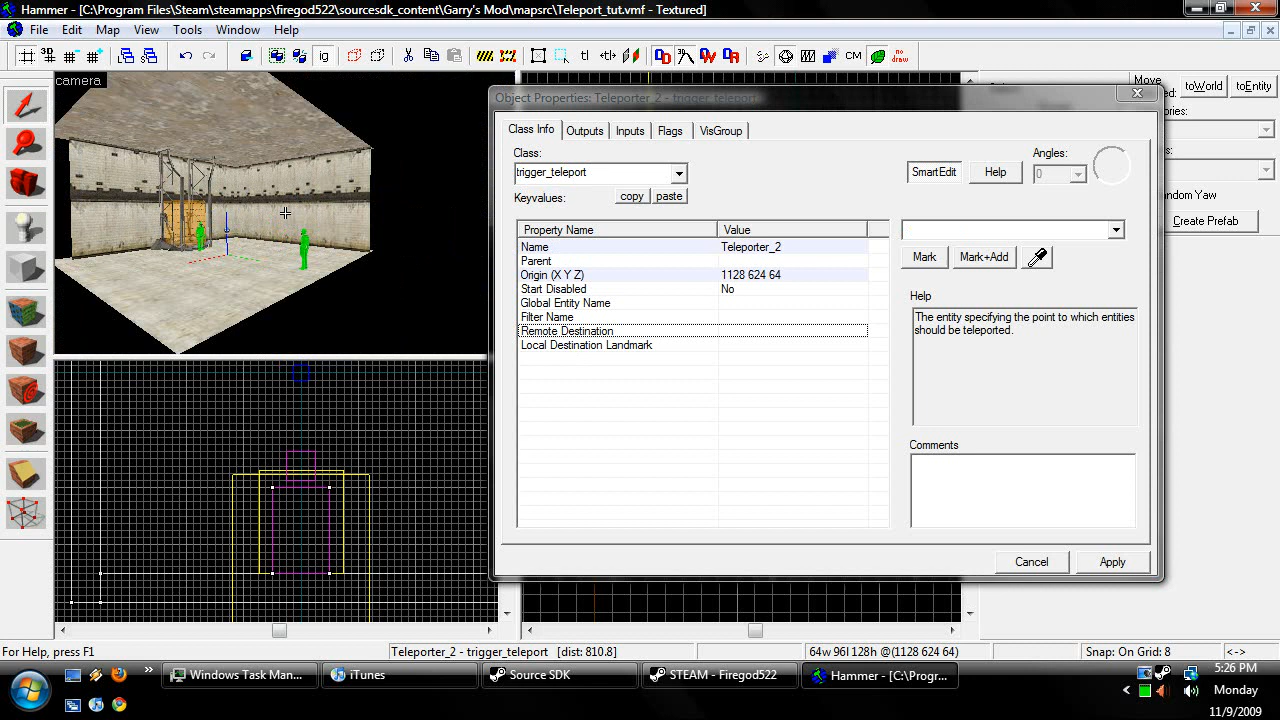 Hammer - [C:\Program Files\Steam\steamapps\firegod522\sourcesdk_content\Garry's Mod\mapsrc\Teleport_tut.vmf - Textured]
File Edit View Tools Map Window Help
camera
Object Properties: Teleporter_2 - trigger_teleport
Class Info Outputs Inputs Flags VisGroup
Class:
trigger_teleport
Keyvalues: copy paste
SmartEdit Help
Angles:
0
Property Name Value
Name Teleporter_2
Parent
Origin (X Y Z) 1128 624 64
Start Disabled No
Global Entity Name
Filter Name
Remote Destination
Local Destination Landmark
Mark Mark+Add
Help
The entity specifying the point to which entities
should be teleported.
Comments
Cancel Apply
Move
toWorld toEntity
andom Yaw
Create Prefab
For Help, press F1
Teleporter_2 - trigger_teleport [dist: 810.8]
64w 96l 128h @(1128 624 64)
Snap: On Grid: 8
<->
Windows Task Man...
iTunes
Source SDK
STEAM - Firegod522
Hammer - [C:\Progr...
5:26 PM
Monday
11/9/2009